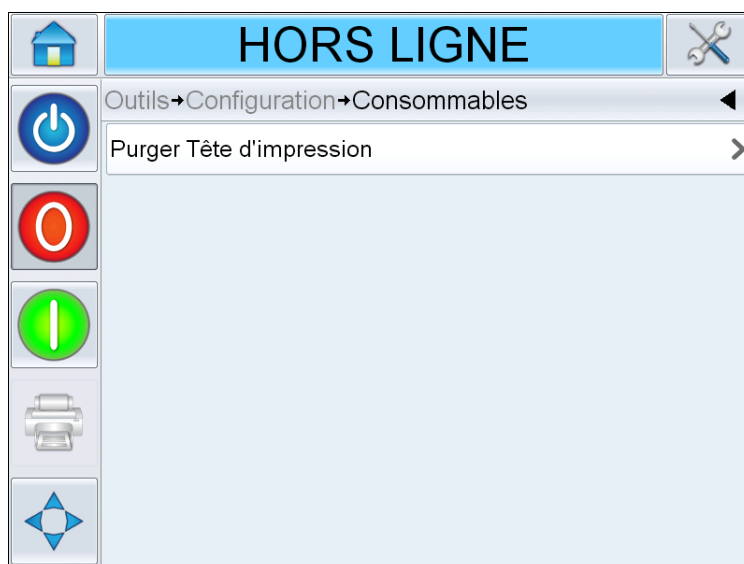 HORS LIGNE
Outils→Configuration→Consommables
Purger Tête d'impression